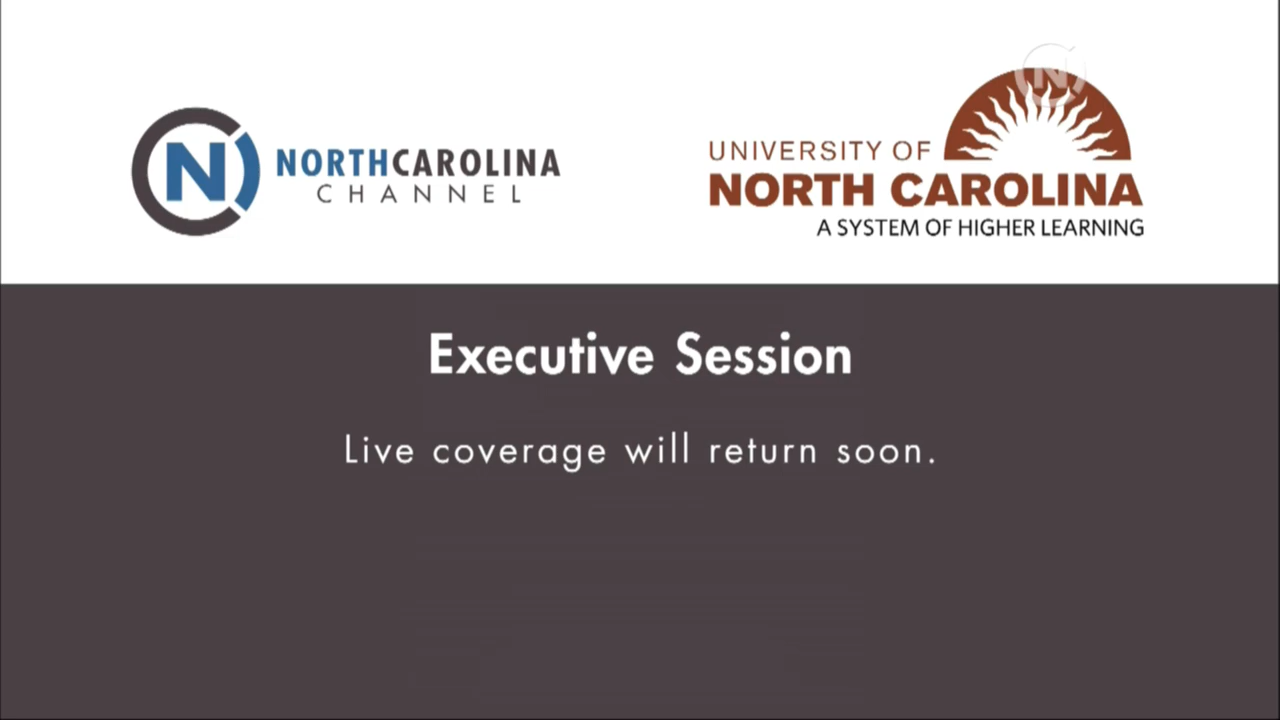 N
NORTHCAROLINA
CHANNEL
N
UNIVERSITY OF
NORTH CAROLINA
A SYSTEM OF HIGHER LEARNING
Executive Session
Live coverage will return soon.